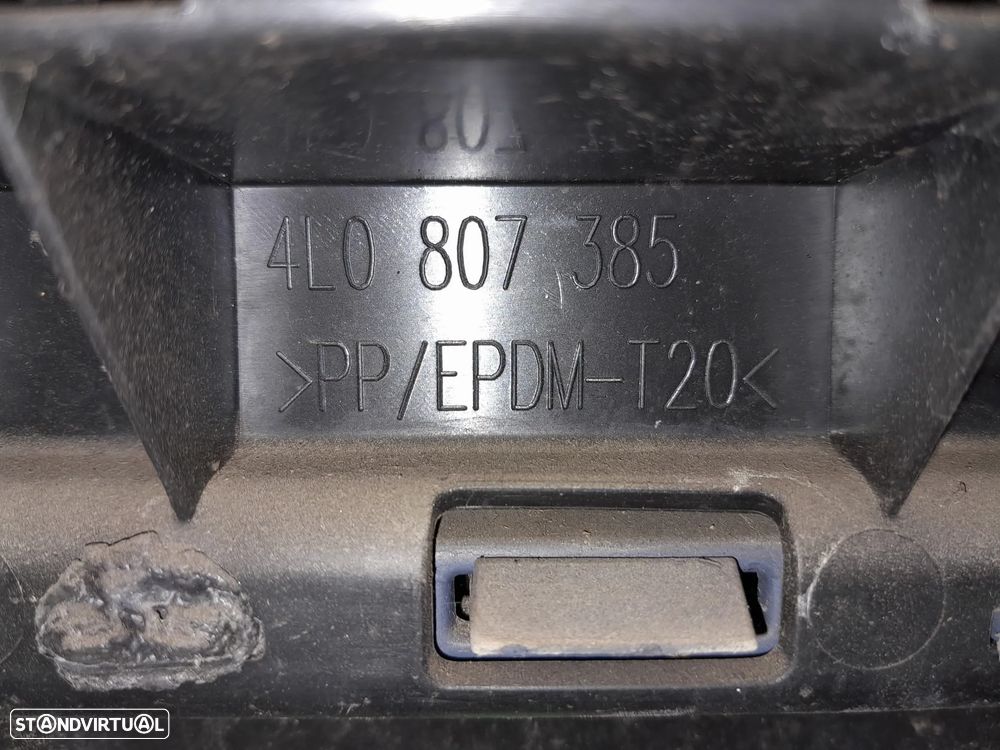 4L0 807 385
>PP/EPDM-T20<
STANDVIRTUAL